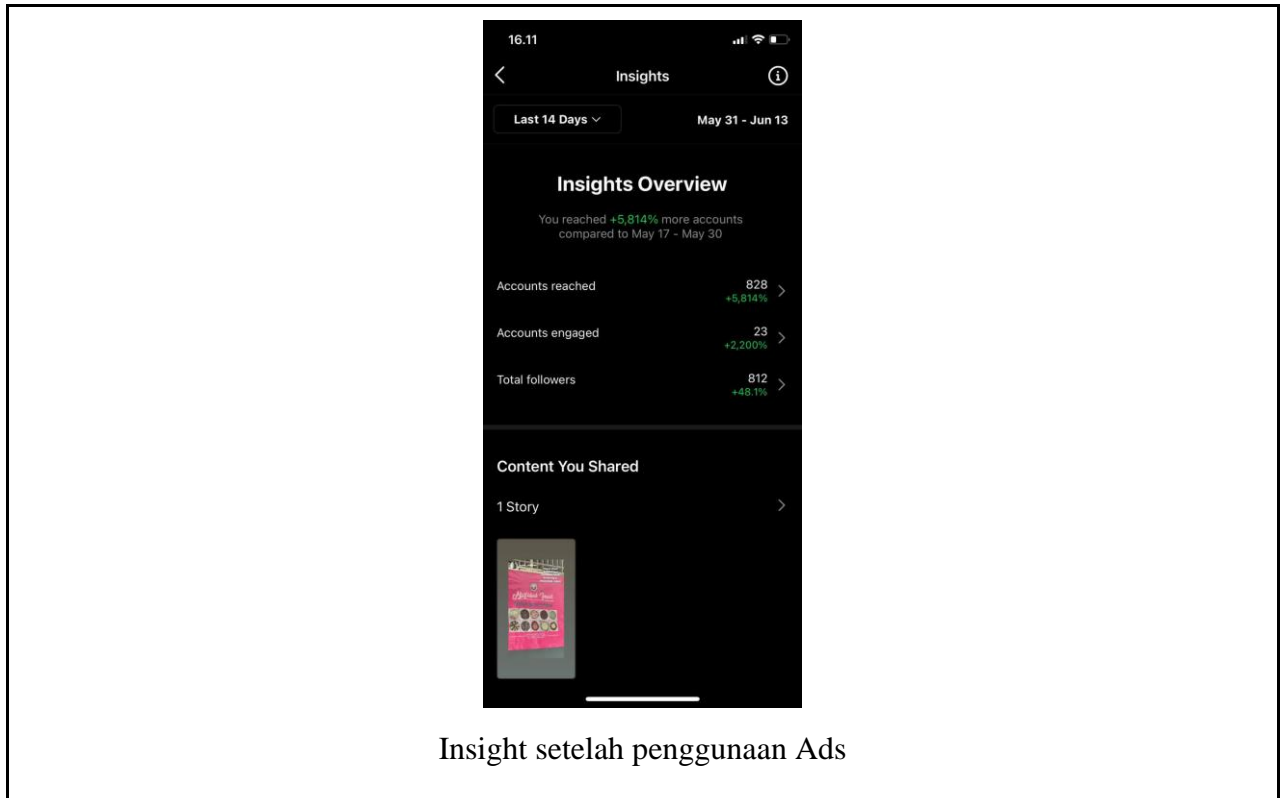 16.11
Insights
Last 14 Days
May 31 - Jun 13
Insights Overview
You reached +5,814% more accounts
compared to May 17 - May 30
Accounts reached
828
+5,814%
Accounts engaged
23
+2,200%
Total followers
812
+48.1%
Content You Shared
1 Story
Insight setelah penggunaan Ads